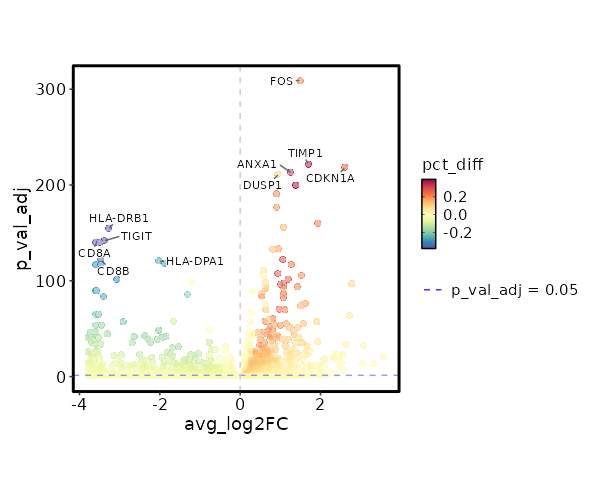 FOS
TIMP1
ANXA1
DUSP1
CDKN1A
HLA-DRB1
TIGIT
CD8A
CD8B
HLA-DPA1
300
200
100
0
p_val_adj
-4
-2
0
2
avg_log2FC
pct_diff
0.2
0.0
-0.2
p_val_adj = 0.05